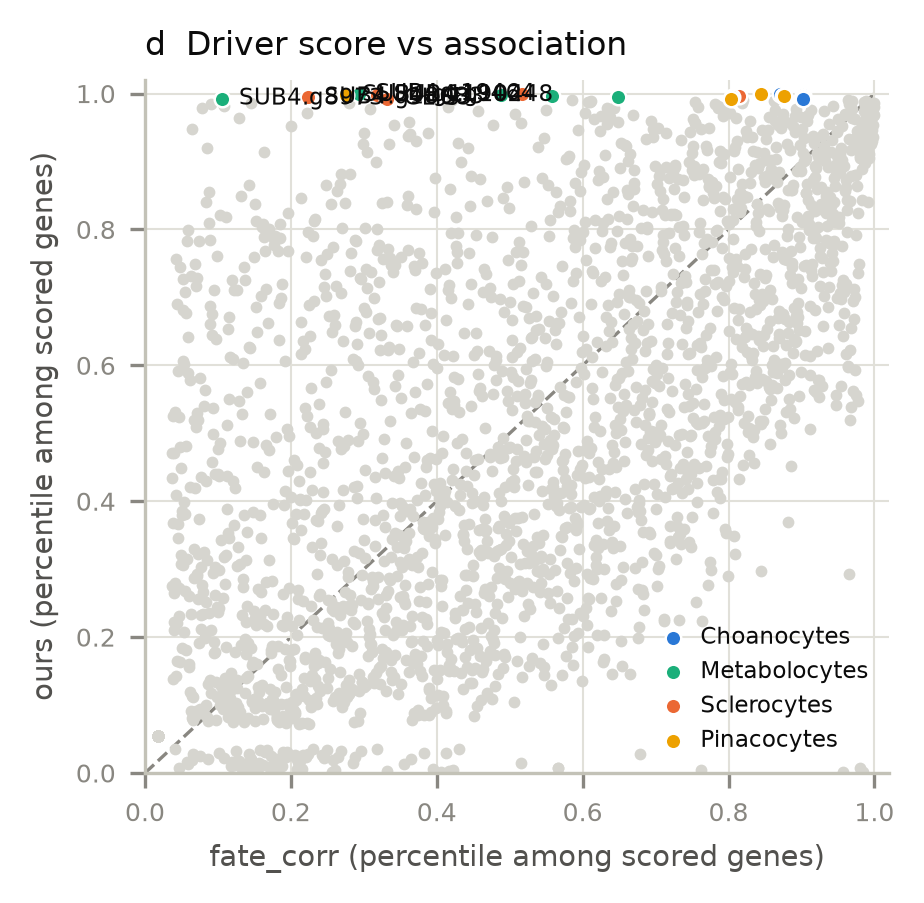 d Driver score vs association
ours (percentile among scored genes)
1.0
0.8
0.6
0.4
0.2
0.0
Choanocytes
Metabolocytes
Sclerocytes
Pinacocytes
0.0 0.2 0.4 0.6 0.8 1.0
fate_corr (percentile among scored genes)